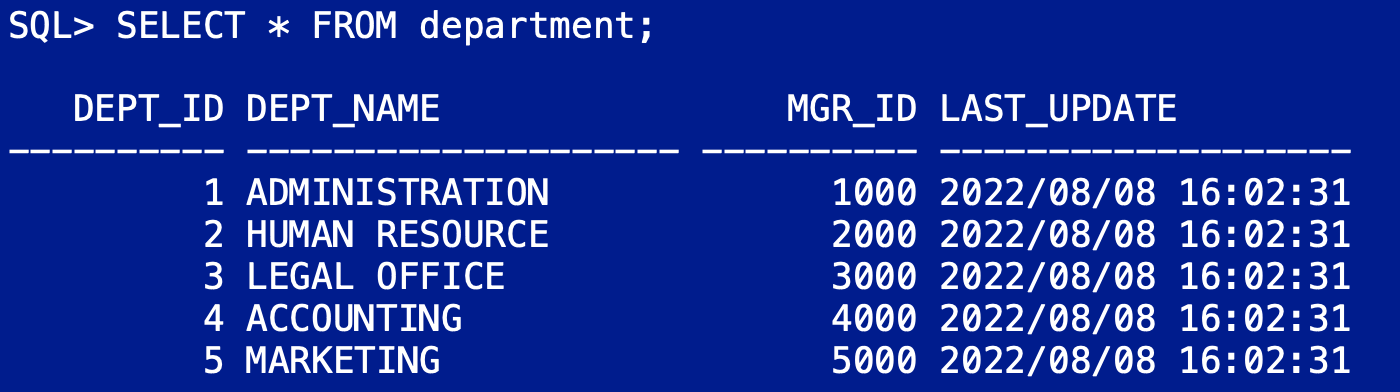 SQL> SELECT * FROM department;
   DEPT_ID DEPT_NAME                MGR_ID LAST_UPDATE
---------- -------------------- ---------- -------------------
         1 ADMINISTRATION             1000 2022/08/08 16:02:31
         2 HUMAN RESOURCE             2000 2022/08/08 16:02:31
         3 LEGAL OFFICE               3000 2022/08/08 16:02:31
         4 ACCOUNTING                 4000 2022/08/08 16:02:31
         5 MARKETING                  5000 2022/08/08 16:02:31